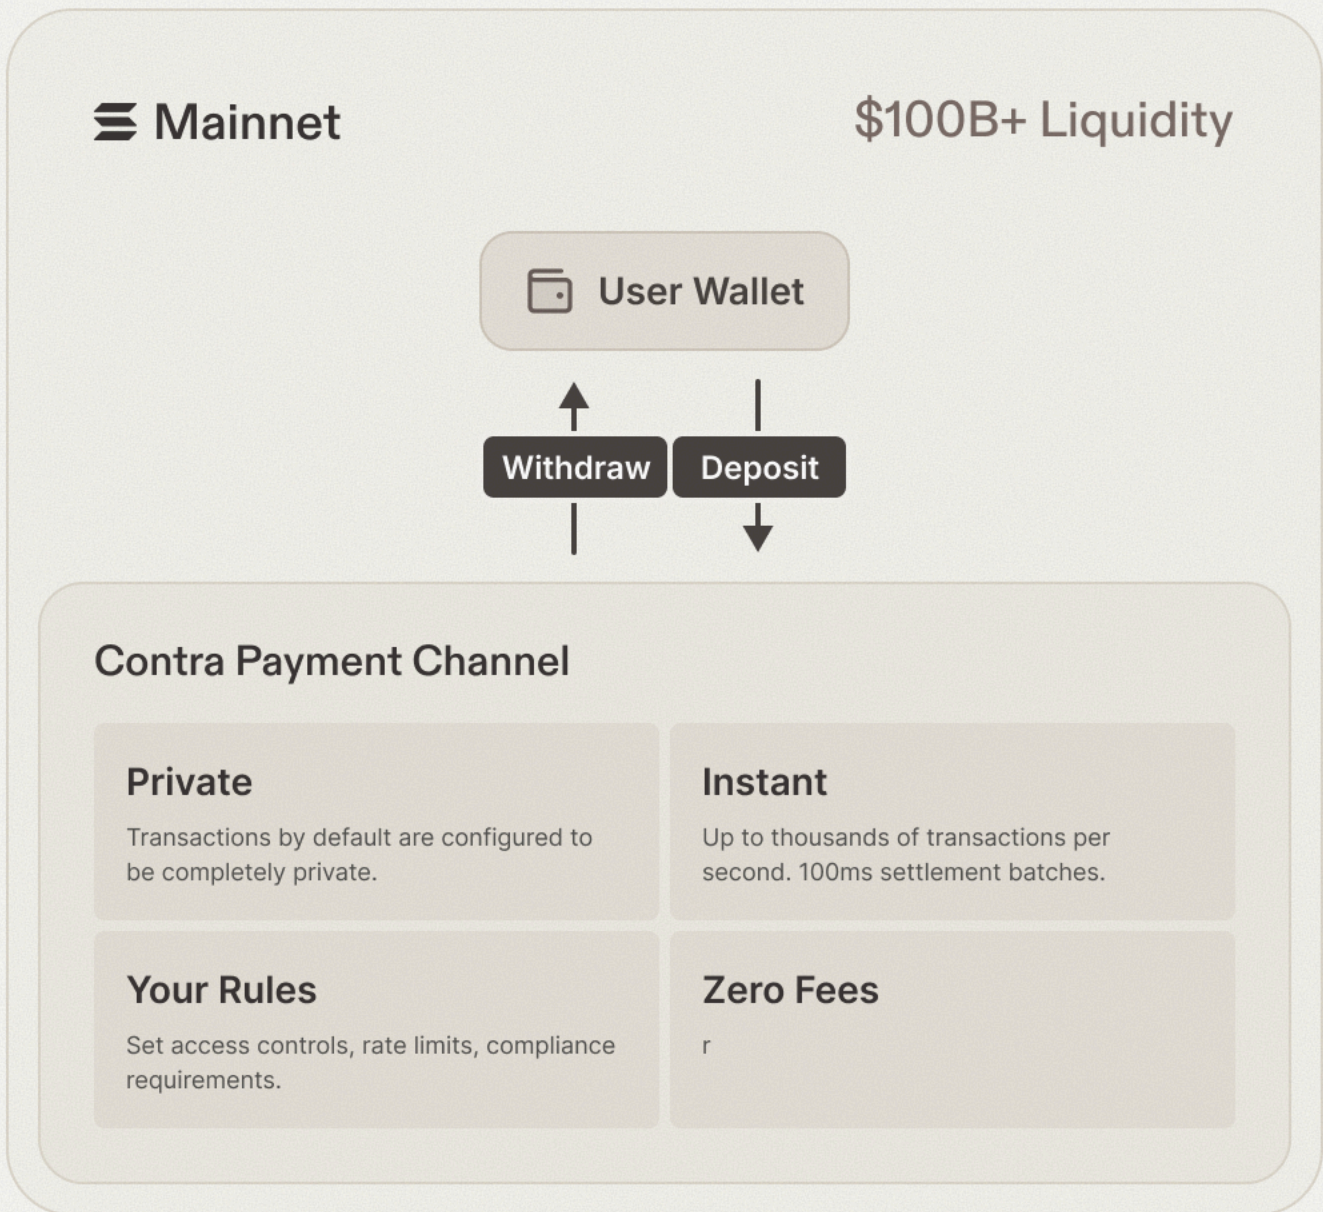 Mainnet
$100B+ Liquidity
User Wallet
Withdraw
Deposit
Contra Payment Channel
Private
Transactions by default are configured to
be completely private.
Instant
Up to thousands of transactions per
second. 100ms settlement batches.
Your Rules
Set access controls, rate limits, compliance
requirements.
Zero Fees
r